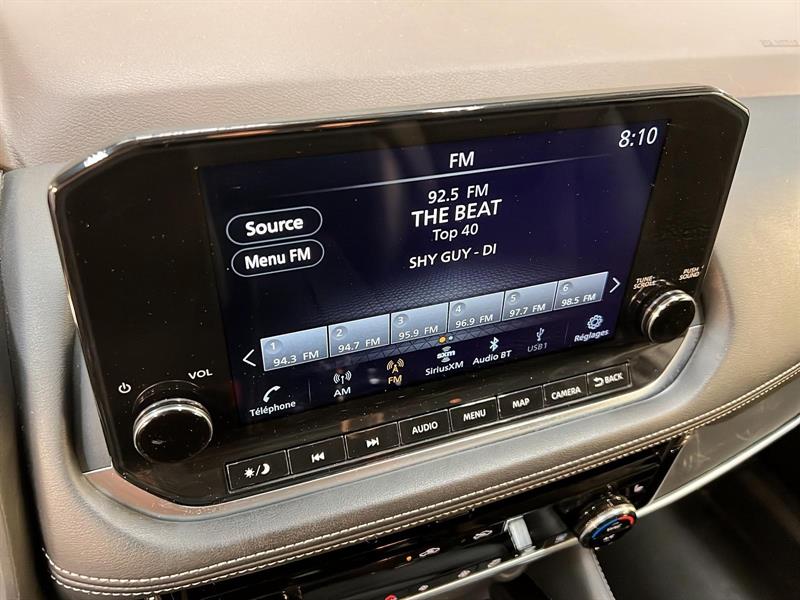 8:10
FM
92.5 FM
THE BEAT
Top 40
SHY GUY - DI
Source
Menu FM
1 2 3 4 5 6
94.3 FM 94.7 FM 95.9 FM 96.9 FM 97.7 FM 98.5 FM
Téléphone AM FM sxm SiriusXM Audio BT USB1 Réglages
VOL
TUNE-
SCROLL
PUSH
SOUND
AUDIO MENU MAP CAMERA BACK